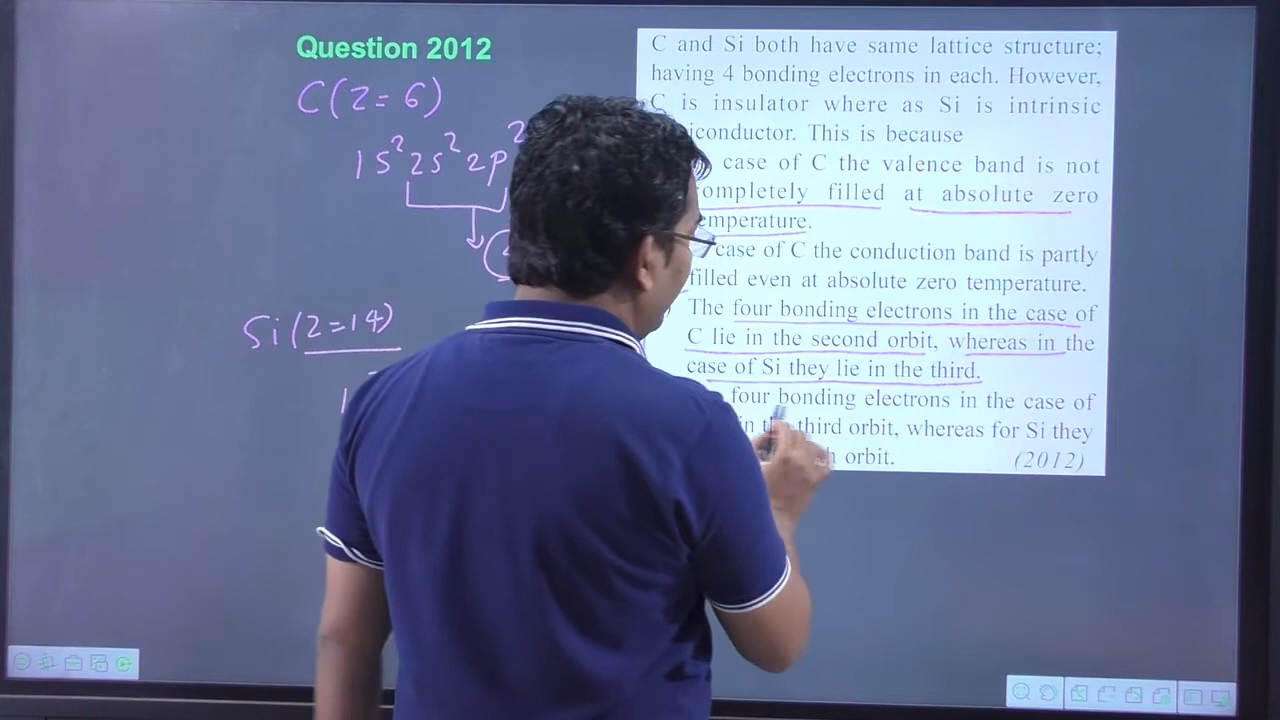 Question 2012
C(Z=6)
1s² 2s² 2p²
Si(Z=14)
C and Si both have same lattice structure;
having 4 bonding electrons in each. However,
C is insulator where as Si is intrinsic
iconductor. This is because
case of C the valence band is not
ompletely filled at absolute zero
emperature.
case of C the conduction band is partly
filled even at absolute zero temperature.
The four bonding electrons in the case of
C lie in the second orbit, whereas in the
case of Si they lie in the third.
four bonding electrons in the case of
in the third orbit, whereas for Si they
orbit. (2012)